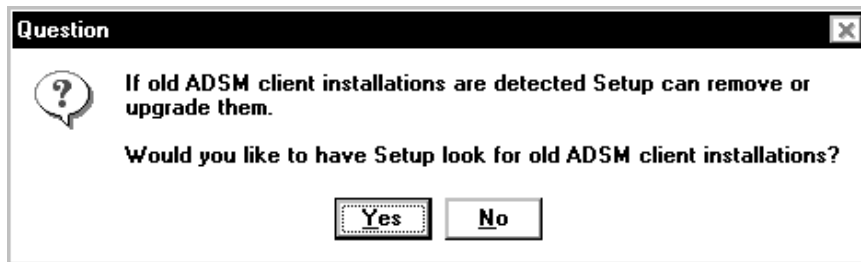 Question
If old ADSM client installations are detected Setup can remove or
upgrade them.
Would you like to have Setup look for old ADSM client installations?
Yes No